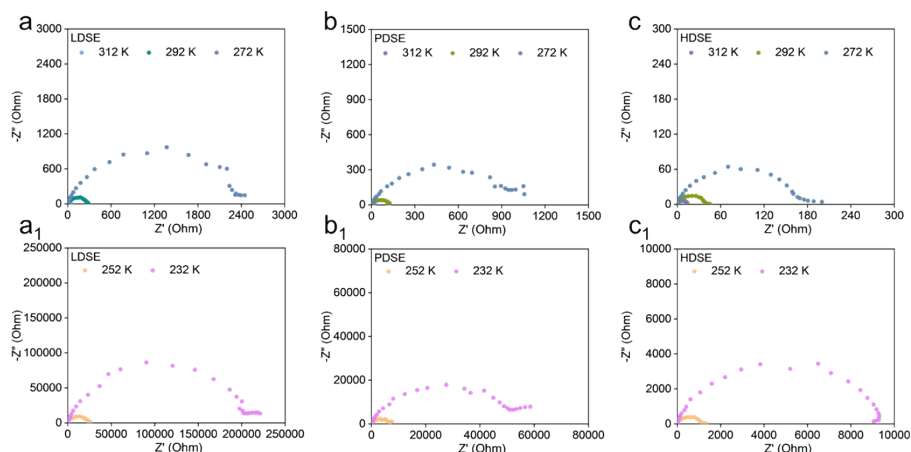 a
LDSE
312 K 292 K 272 K
3000
2400
1800
1200
600
0
-Z'' (Ohm)
0 600 1200 1800 2400 3000
Z' (Ohm)
b
PDSE
312 K 292 K 272 K
1500
1200
900
600
300
0
-Z'' (Ohm)
0 300 600 900 1200 1500
Z' (Ohm)
c
HDSE
312 K 292 K 272 K
300
240
180
120
60
0
-Z'' (Ohm)
0 60 120 180 240 300
Z' (Ohm)
a1
LDSE
252 K 232 K
250000
200000
150000
100000
50000
0
-Z'' (Ohm)
0 50000 100000 150000 200000 250000
Z' (Ohm)
b1
PDSE
252 K 232 K
80000
60000
40000
20000
0
-Z'' (Ohm)
0 20000 40000 60000 80000
Z' (Ohm)
c1
HDSE
252 K 232 K
10000
8000
6000
4000
2000
0
-Z'' (Ohm)
0 2000 4000 6000 8000 10000
Z' (Ohm)